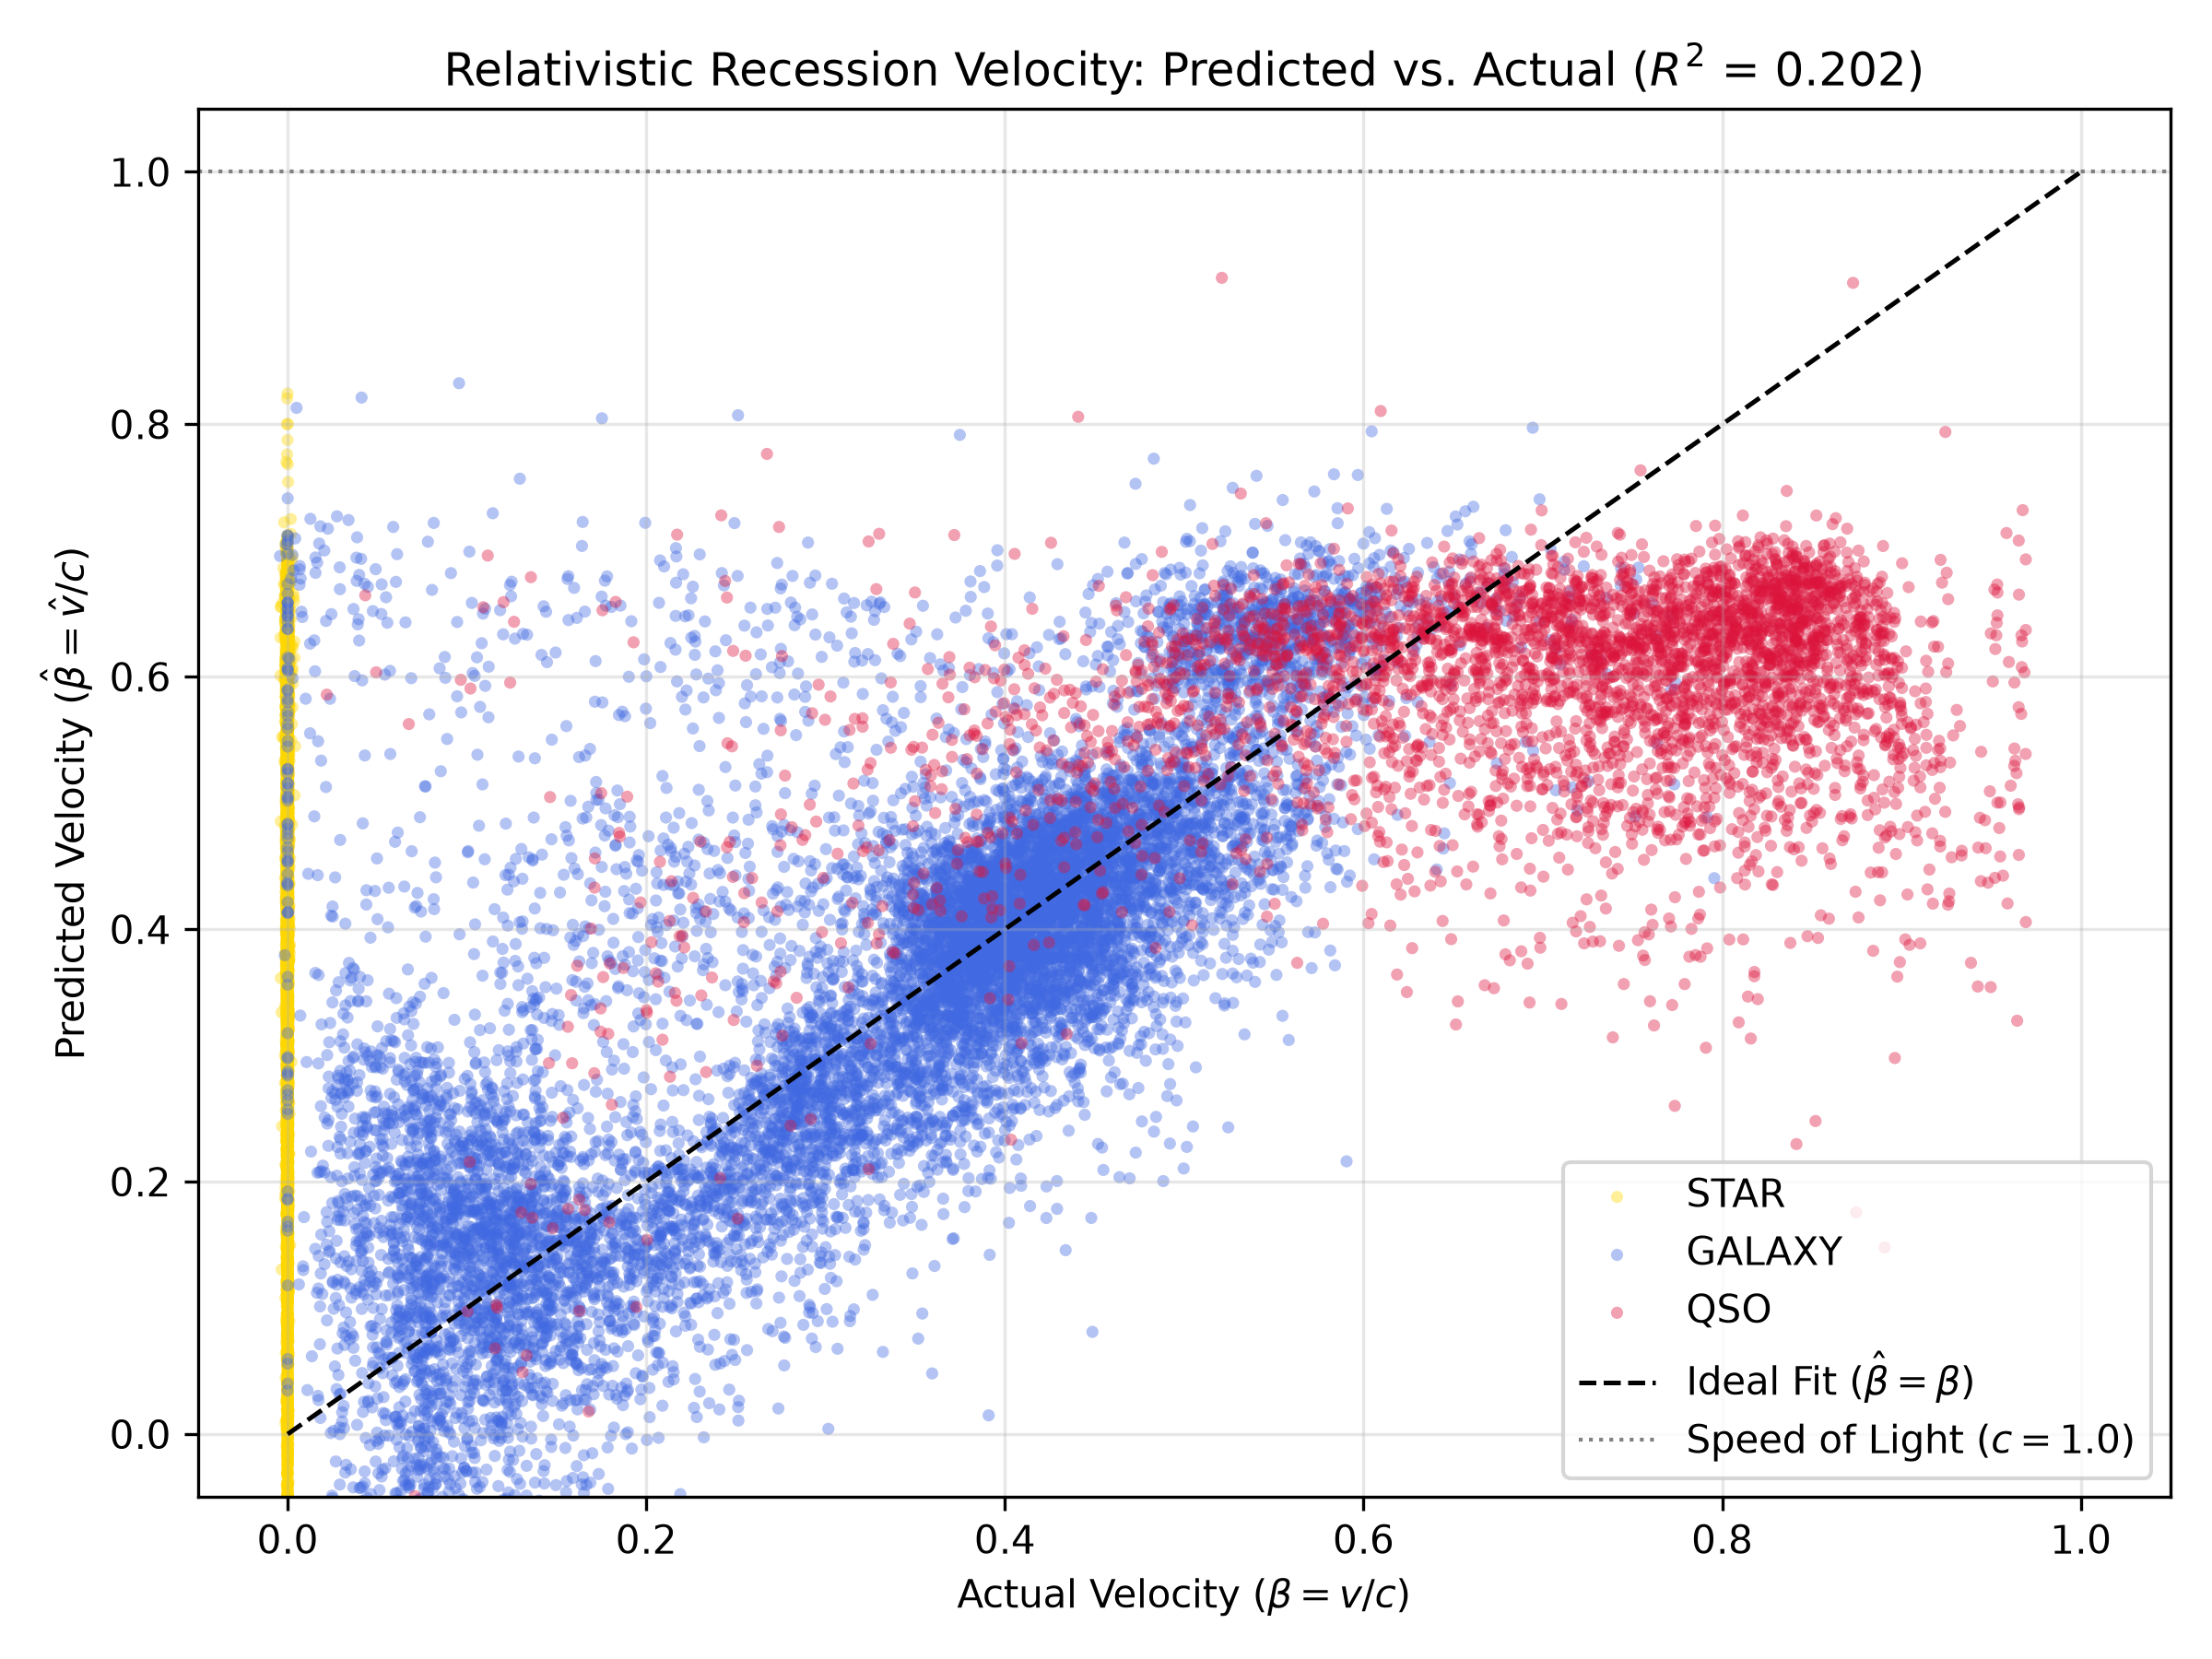 Relativistic Recession Velocity: Predicted vs. Actual (R² = 0.202)
Predicted Velocity (β̂ = v̂/c)
1.0
0.8
0.6
0.4
0.2
0.0
STAR
GALAXY
QSO
Ideal Fit (β̂ = β)
Speed of Light (c = 1.0)
0.0 0.2 0.4 0.6 0.8 1.0
Actual Velocity (β = v/c)